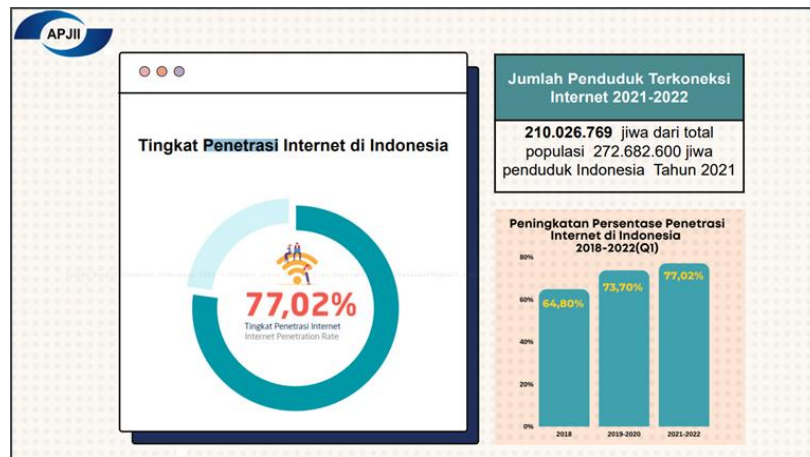 APJII
Tingkat Penetrasi Internet di Indonesia
77,02%
Tingkat Penetrasi Internet
Internet Penetration Rate
Jumlah Penduduk Terkoneksi
Internet 2021-2022
210.026.769 jiwa dari total
populasi 272.682.600 jiwa
penduduk Indonesia Tahun 2021
Peningkatan Persentase Penetrasi
Internet di Indonesia
2018-2022(Q1)
80%
60%
40%
20%
0%
64,80%
73,70%
77,02%
2018
2019-2020
2021-2022